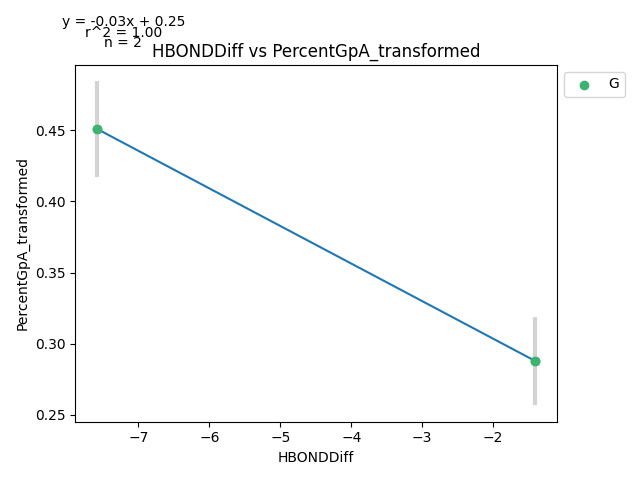 y = -0.03x + 0.25
r^2 = 1.00
n = 2
HBONDDiff vs PercentGpA_transformed
G
PercentGpA_transformed
0.45
0.40
0.35
0.30
0.25
−7
−6
−5
−4
−3
−2
HBONDDiff